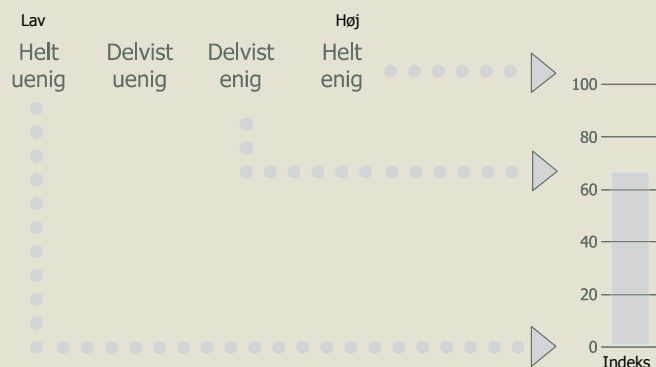 Lav Høj
Helt Delvist Delvist Helt
uenig uenig enig enig
100
80
60
40
20
0
Indeks